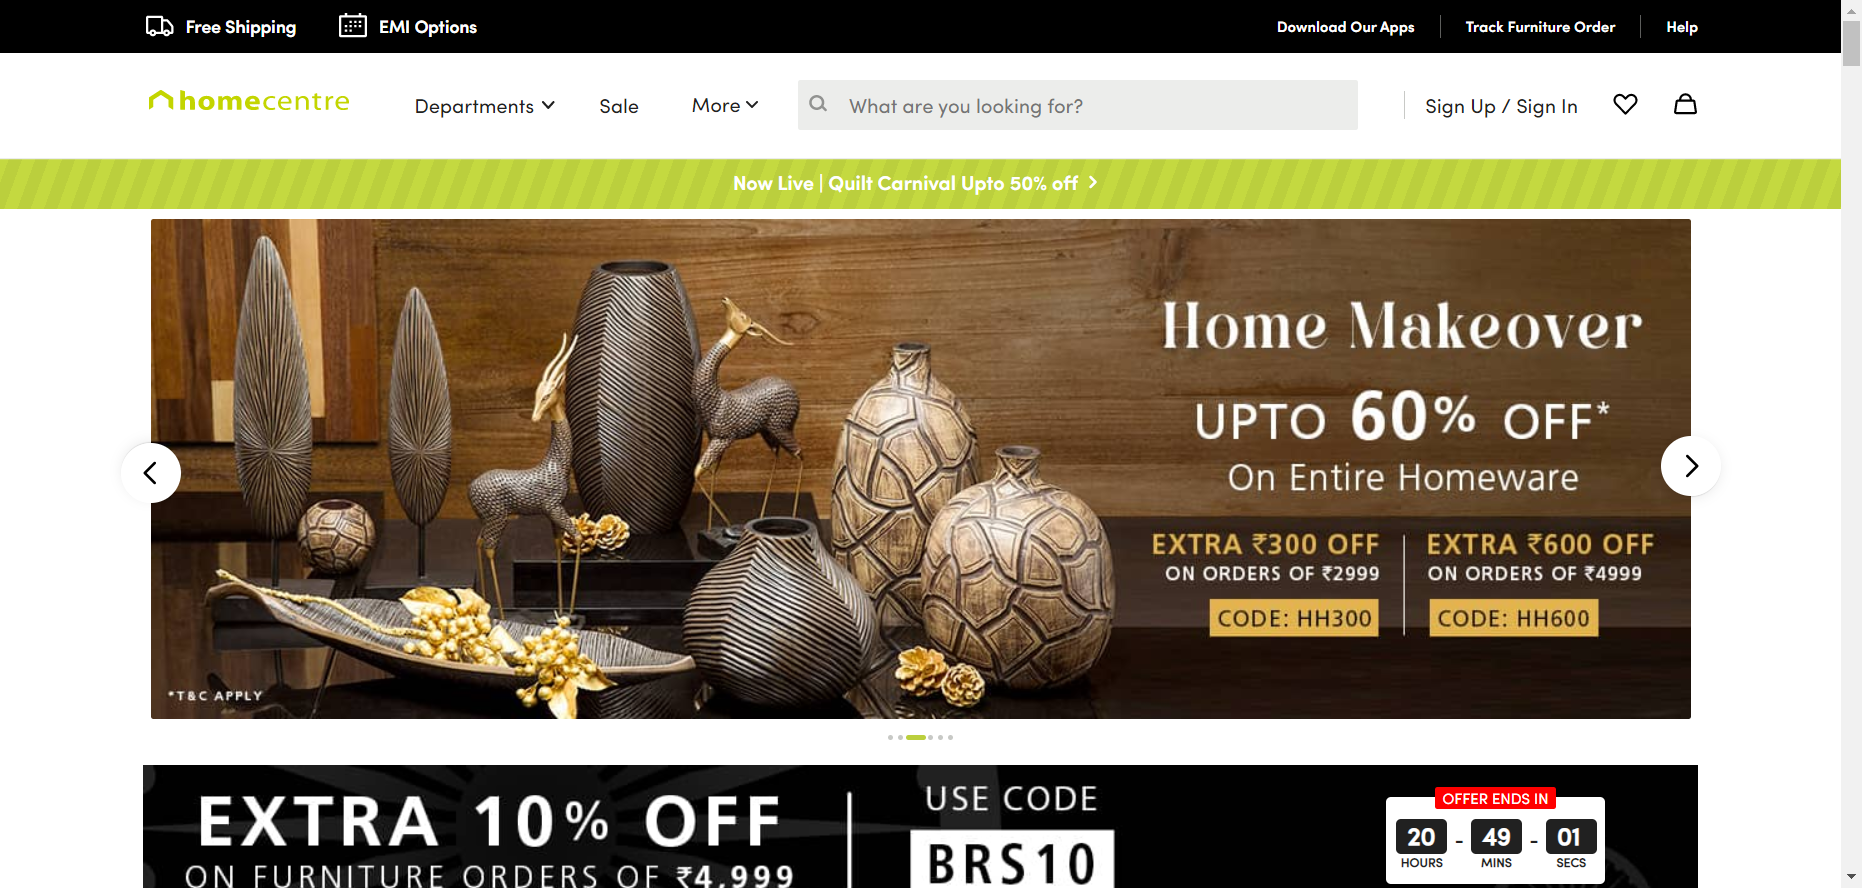 Free Shipping
EMI Options
Download Our Apps
Track Furniture Order
Help
homecentre
Departments
Sale
More
What are you looking for?
Sign Up / Sign In
Now Live | Quilt Carnival Upto 50% off
Home Makeover
UPTO 60% OFF*
On Entire Homeware
EXTRA ₹300 OFF
ON ORDERS OF ₹2999
CODE: HH300
EXTRA ₹600 OFF
ON ORDERS OF ₹4999
CODE: HH600
*T&C APPLY
EXTRA 10% OFF
ON FURNITURE ORDERS OF ₹4,999
USE CODE
BRS10
OFFER ENDS IN
20 - 49 - 01
HOURS MINS SECS